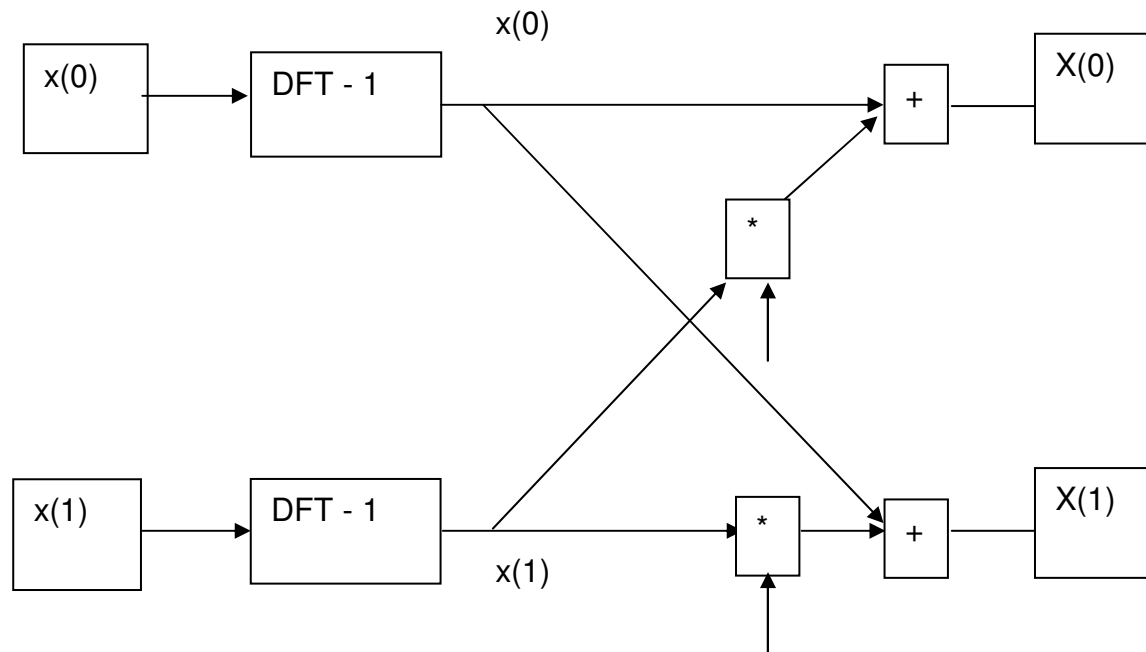 x(0)
x(0)
DFT - 1
+
X(0)
*
x(1)
DFT - 1
x(1)
*
+
X(1)